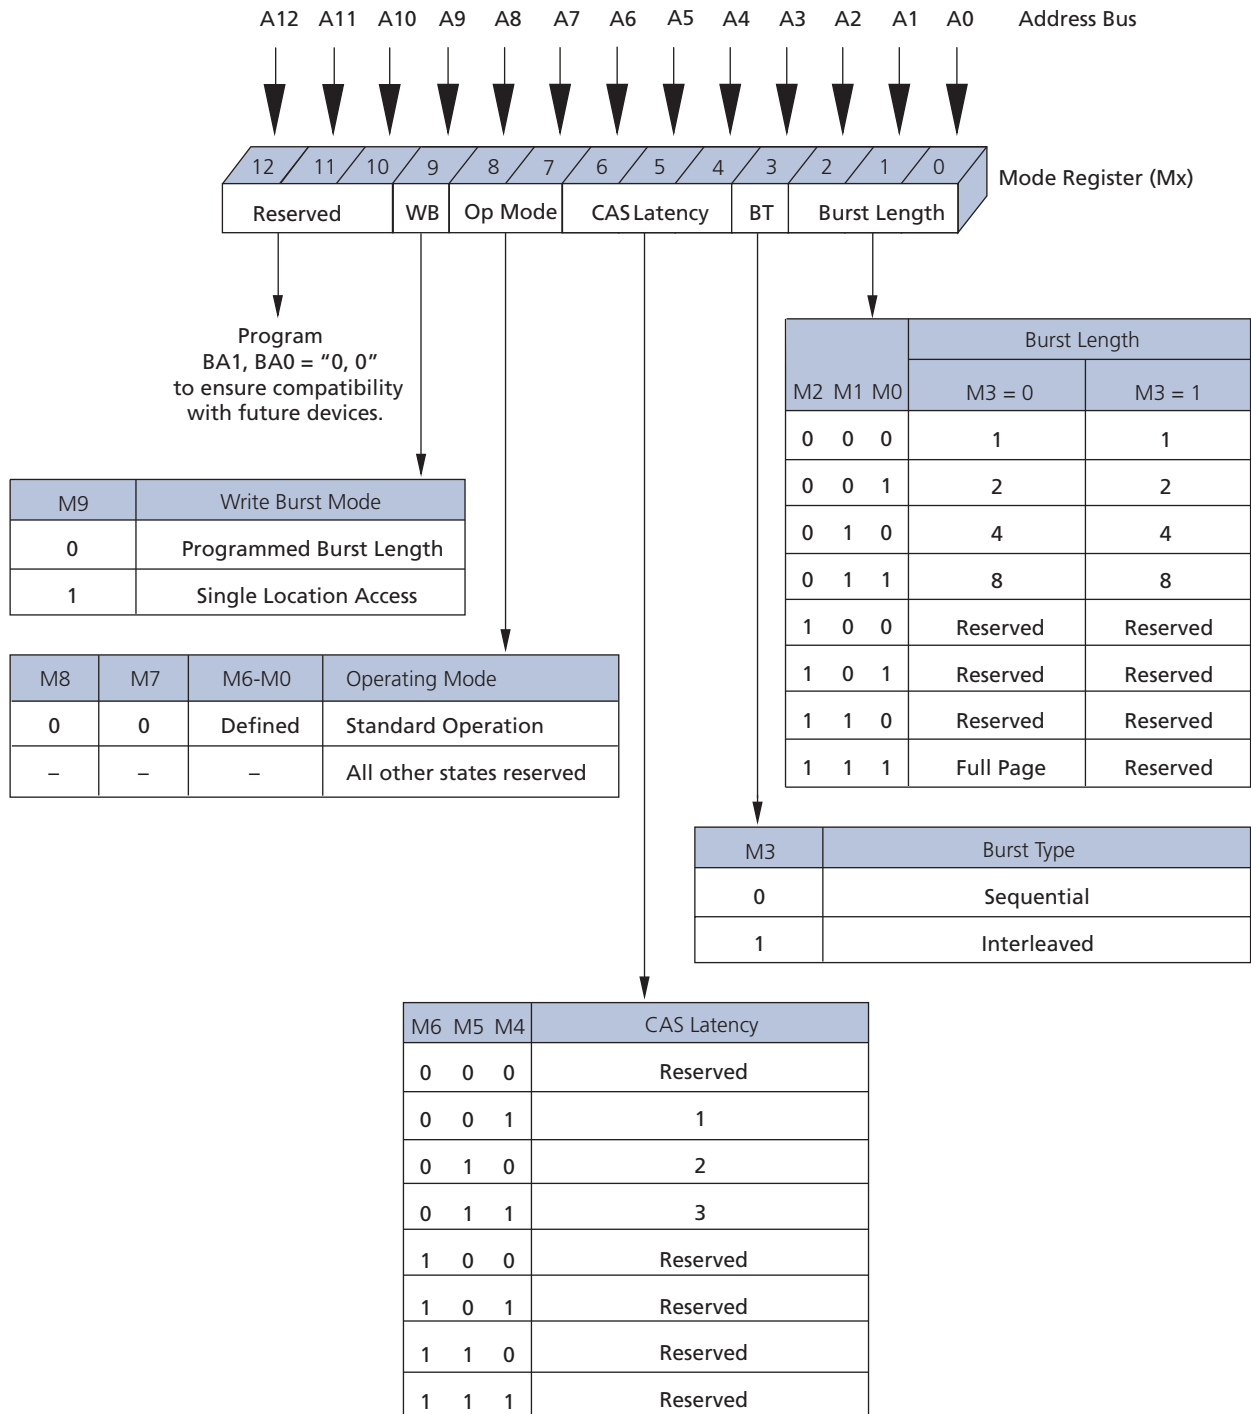 A12 A11 A10 A9 A8 A7 A6 A5 A4 A3 A2 A1 A0 Address Bus
12 11 10 9 8 7 6 5 4 3 2 1 0
Mode Register (Mx)
Reserved WB Op Mode CAS Latency BT Burst Length
Program
BA1, BA0 = “0, 0”
to ensure compatibility
with future devices.
Burst Length
M2 M1 M0 M3 = 0 M3 = 1
0 0 0 1 1
0 0 1 2 2
0 1 0 4 4
0 1 1 8 8
1 0 0 Reserved Reserved
1 0 1 Reserved Reserved
1 1 0 Reserved Reserved
1 1 1 Full Page Reserved
M9 Write Burst Mode
0 Programmed Burst Length
1 Single Location Access
M8 M7 M6-M0 Operating Mode
0 0 Defined Standard Operation
– – – All other states reserved
M3 Burst Type
0 Sequential
1 Interleaved
M6 M5 M4 CAS Latency
0 0 0 Reserved
0 0 1 1
0 1 0 2
0 1 1 3
1 0 0 Reserved
1 0 1 Reserved
1 1 0 Reserved
1 1 1 Reserved